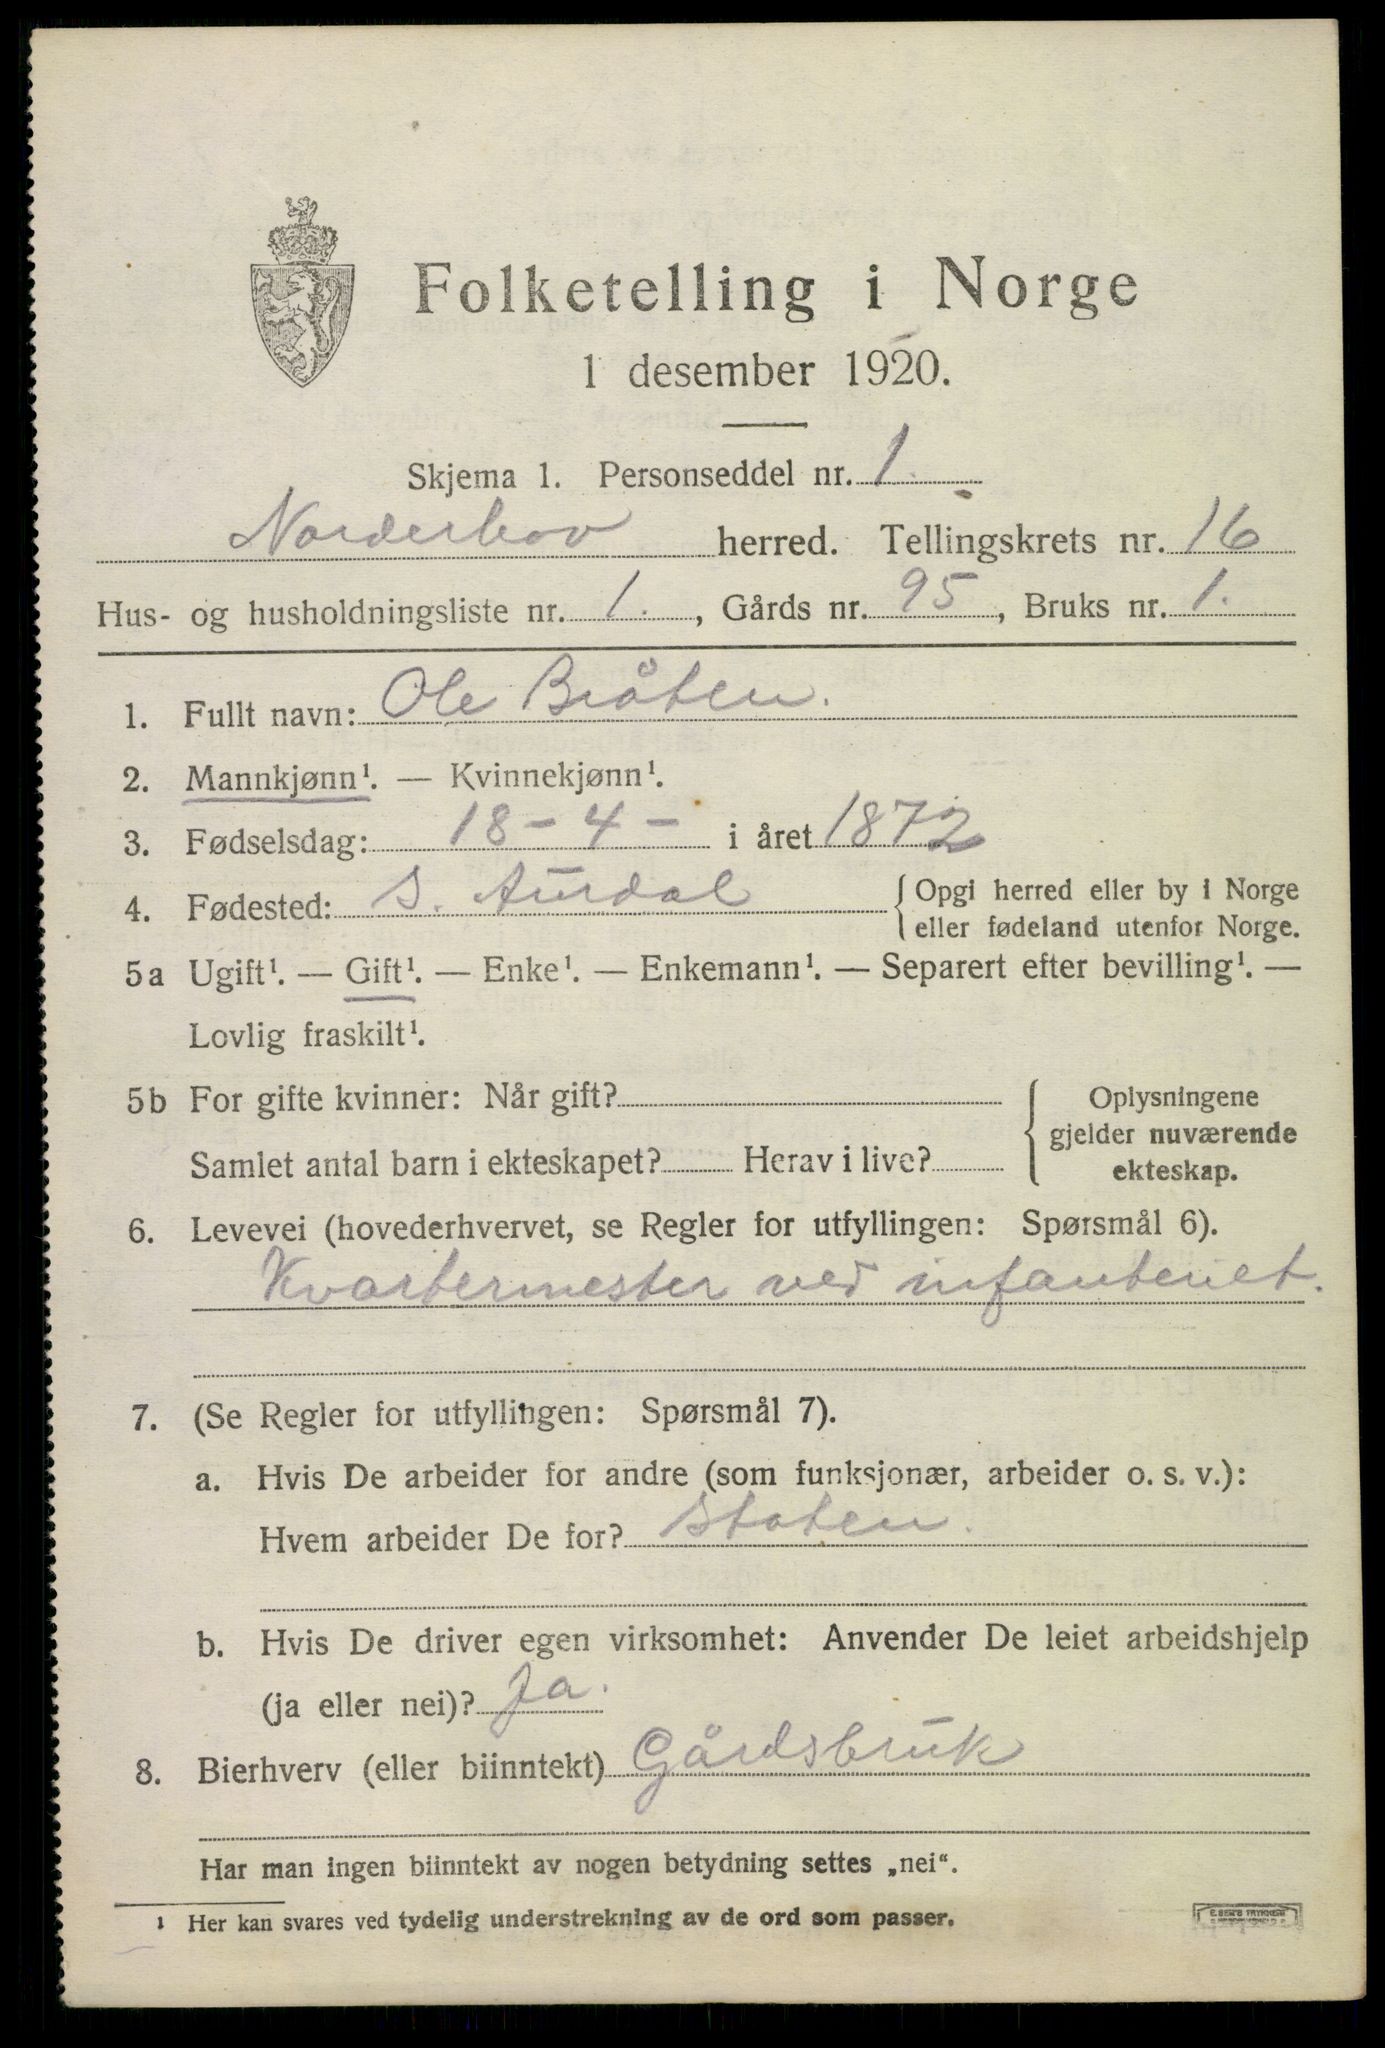 Folketelling i Norge
1 desember 1920.
Skjema 1. Personseddel nr. 1.
Norderhov herred. Tellingskrets nr. 16
Hus- og husholdningsliste nr. 1., Gårds nr. 95, Bruks nr. 1.
1. Fullt navn: Ole Bråten.
2. Mannkjønn¹. — Kvinnekjønn¹.
3. Fødselsdag: 18 - 4 - i året 1872
4. Fødested: S. Aurdal { Opgi herred eller by i Norge
eller fødeland utenfor Norge.
5a Ugift¹. — Gift¹. — Enke¹. — Enkemann¹. — Separert efter bevilling¹. —
Lovlig fraskilt¹.
5b For gifte kvinner: Når gift?
Samlet antal barn i ekteskapet? Herav i live?
Oplysningene
gjelder nuværende
ekteskap.
6. Levevei (hovederhvervet, se Regler for utfyllingen: Spørsmål 6).
Kvartermester ved infanteriet.
7. (Se Regler for utfyllingen: Spørsmål 7).
a. Hvis De arbeider for andre (som funksjonær, arbeider o. s. v.):
Hvem arbeider De for? Staten.
b. Hvis De driver egen virksomhet: Anvender De leiet arbeidshjelp
(ja eller nei)? Ja.
8. Bierhverv (eller biinntekt) Gårdsbruk
Har man ingen biinntekt av nogen betydning settes „nei“.
¹ Her kan svares ved tydelig understrekning av de ord som passer.